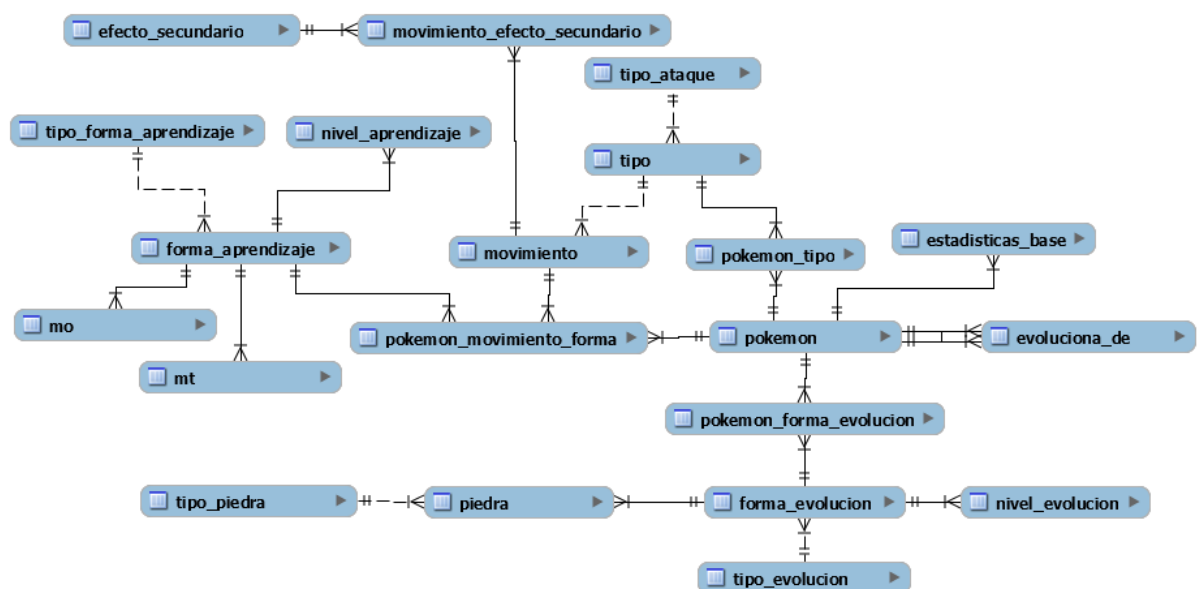 efecto_secundario
movimiento_efecto_secundario
tipo_ataque
tipo_forma_aprendizaje
nivel_aprendizaje
tipo
forma_aprendizaje
movimiento
pokemon_tipo
estadisticas_base
mo
pokemon_movimiento_forma
pokemon
evoluciona_de
mt
pokemon_forma_evolucion
tipo_piedra
piedra
forma_evolucion
nivel_evolucion
tipo_evolucion